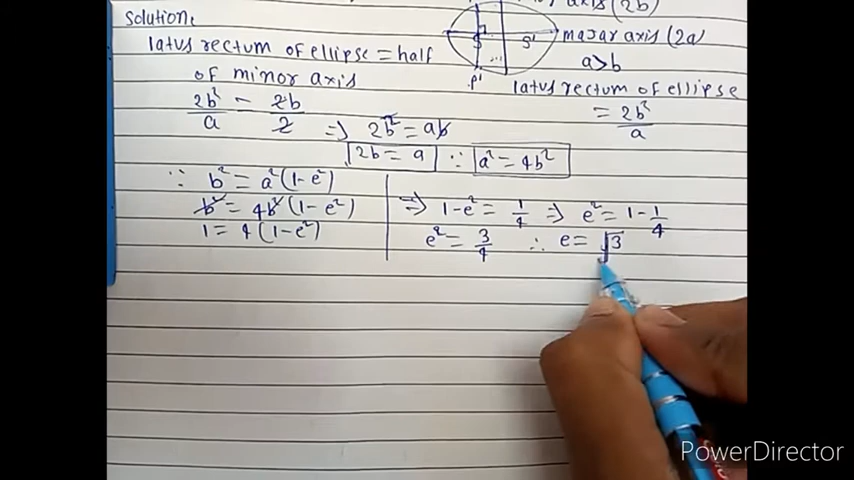 axis (2b)
Solution,
latus rectum of ellipse = half
of minor axis
S S'
P'
majar axis (2a)
a>b
latus rectum of ellipse
= 2b²/a
2b²/a = 2b/2 => 2b² = ab
2b = a ∵ a² = 4b²
∵ b² = a²(1-e²)
b² = 4b²(1-e²)
1 = 4(1-e²)
=> 1-e² = 1/4 => e² = 1-1/4
e² = 3/4 ∴ e = √3
PowerDirector